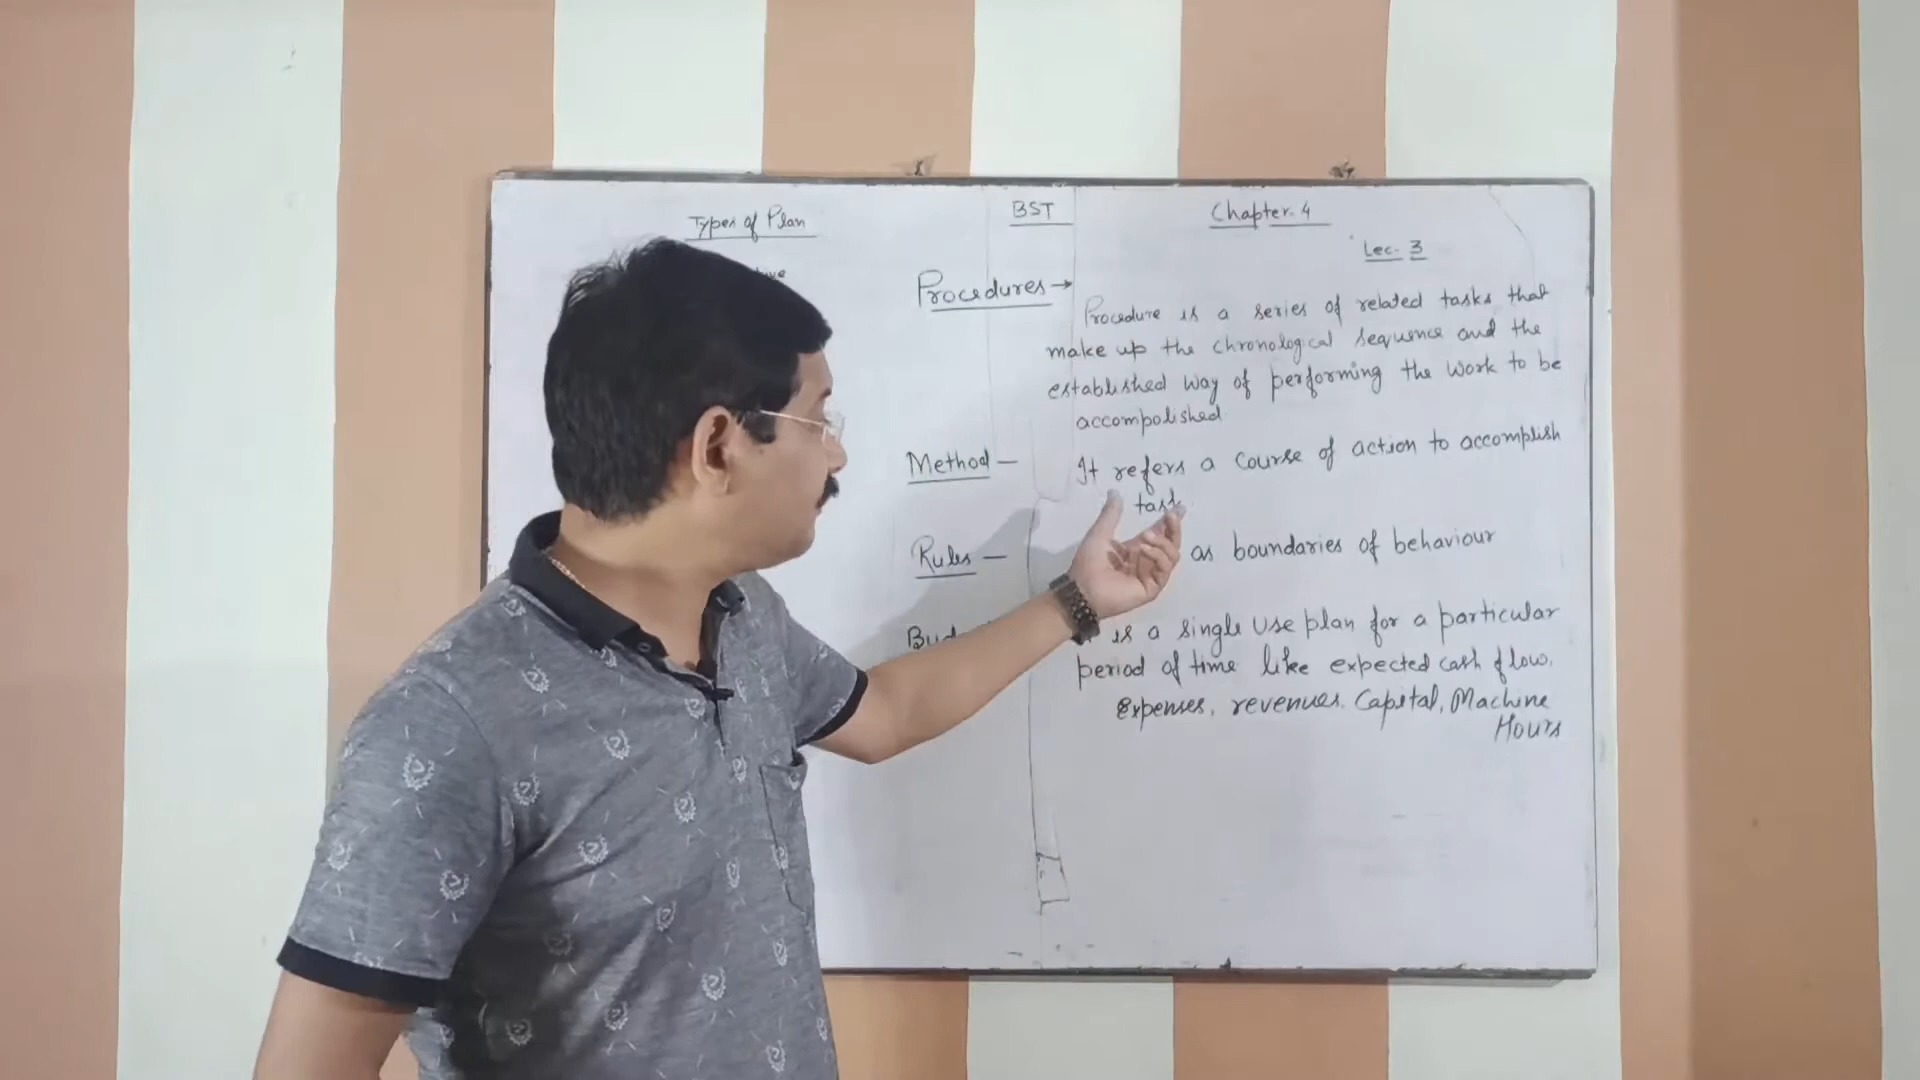 Types of Plan
BST
Chapter. 4
Lec- 3
Procedures →
Procedure is a series of related tasks that
make up the chronological sequence and the
established way of performing the work to be
accompolished
Method — It refers a course of action to accomplish
task
Rules — as boundaries of behaviour
is a single use plan for a particular
period of time like expected cash flow,
expenses, revenues. Capital, Machine
Hours